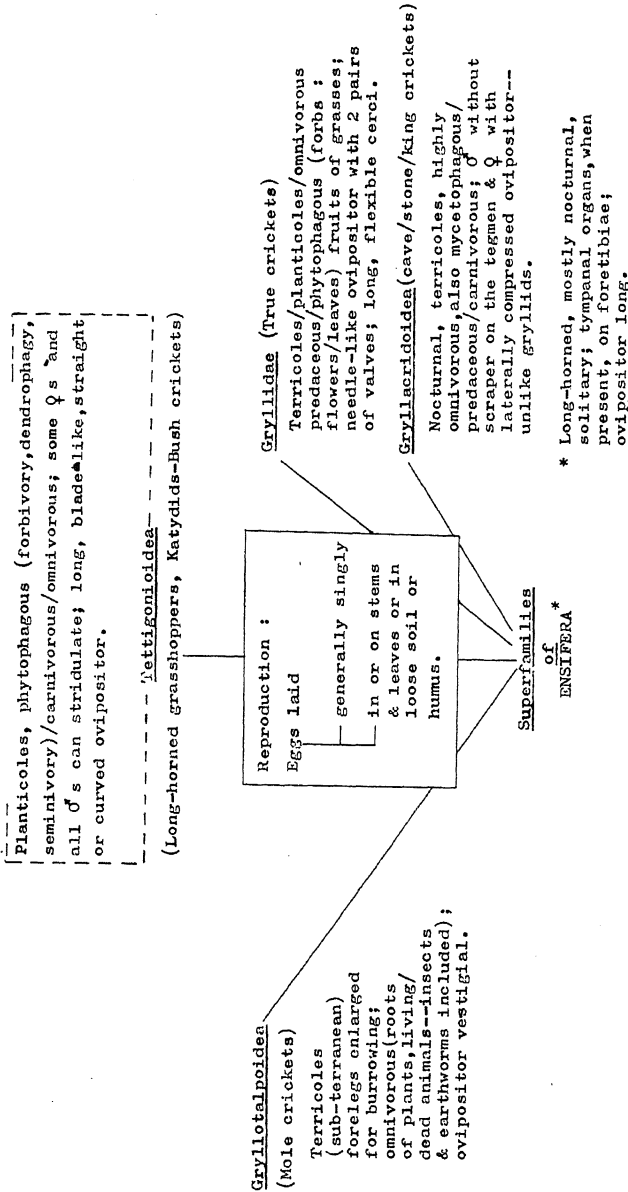 Planticoles, phytophagous (forbivory,dendrophagy,
seminivory)/carnivorous/omnivorous; some ♀ s and
all ♂ s can stridulate; long, blade like,straight
or curved ovipositor.
Tettigonioidea
(Long-horned grasshoppers, Katydids-Bush crickets)
Gryllotalpoidea
(Mole crickets)
Terricoles
(sub-terranean)
forelegs enlarged
for burrowing;
omnivorous(roots
of plants,living/
dead animals--insects
& earthworms included);
ovipositor vestigial.
Reproduction :
Eggs laid
generally singly
in or on stems
& leaves or in
loose soil or
humus.
Gryllidae (True crickets)
Terricoles/planticoles/omnivorous
predaceous/phytophagous (forbs :
flowers/leaves) fruits of grasses;
needle-like ovipositor with 2 pairs
of valves; long, flexible cerci.
Gryllacridoidea(cave/stone/king crickets)
Nocturnal, terricoles, highly
omnivorous,also mycetophagous/
predaceous/carnivorous; ♂ without
scraper on the tegmen & ♀ with
laterally compressed ovipositor--
unlike gryllids.
Superfamilies
of
ENSIFERA*
* Long-horned, mostly nocturnal,
solitary; tympanal organs,when
present, on foretibiae;
ovipositor long.